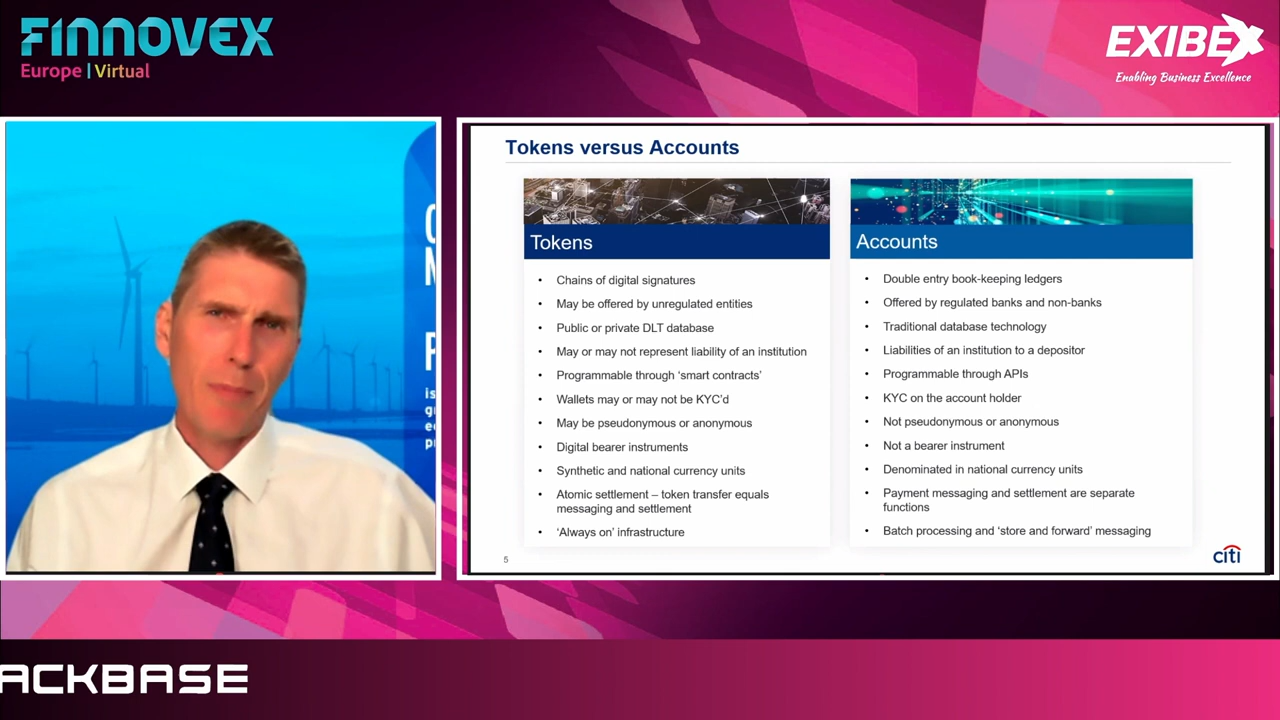 FINNOVEX
Europe | Virtual
EXIBEX
Enabling Business Excellence
Tokens versus Accounts
Tokens
• Chains of digital signatures
• May be offered by unregulated entities
• Public or private DLT database
• May or may not represent liability of an institution
• Programmable through ‘smart contracts’
• Wallets may or may not be KYC’d
• May be pseudonymous or anonymous
• Digital bearer instruments
• Synthetic and national currency units
• Atomic settlement – token transfer equals
messaging and settlement
• ‘Always on’ infrastructure
Accounts
• Double entry book-keeping ledgers
• Offered by regulated banks and non-banks
• Traditional database technology
• Liabilities of an institution to a depositor
• Programmable through APIs
• KYC on the account holder
• Not pseudonymous or anonymous
• Not a bearer instrument
• Denominated in national currency units
• Payment messaging and settlement are separate
functions
• Batch processing and ‘store and forward’ messaging
5
citi
is
ACKBASE